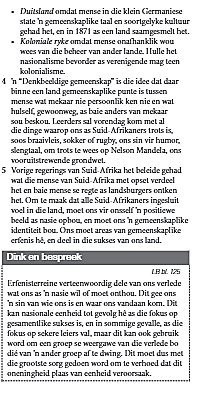 • Duitsland omdat mense in die klein Germaniese
state 'n gemeenskaplike taal en soortgelyke kultuur
gehad het, en in 1871 as een land saamgesmelt het.
• Koloniale ryke omdat mense onafhanklik wou
wees van die beheer van ander lande. Hulle het
nasionalisme bevorder as verenigende mag teen
kolonialisme.
4 'n "Denkbeeldige gemeenskap" is die idee dat daar
binne een land gemeenskaplike punte is tussen
mense wat mekaar nie persoonlik ken nie en wat
hulself, gewoonweg, as baie anders van mekaar
sou beskou. Leerders sal vorendag kom met al
die dinge waarop ons as Suid-Afrikaners trots is,
soos braaivleis, sokker of rugby, ons sin vir humor,
slengtaal, om trots te wees op Nelson Mandela, ons
vooruitstrewende grondwet.
5 Vorige regerings van Suid-Afrika het beleide gehad
wat die mense van Suid-Afrika met opset verdeel
het en baie mense se regte as landsburgers ontken
het. Om te maak dat alle Suid-Afrikaners ingesluit
voel in die land, moet ons vir onsself 'n positiewe
beeld as nasie opbou, en moet ons 'n gemeenskaplike
identiteit bou. Ons moet areas van gemeenskaplike
erfenis hê, en deel in die sukses van ons land.
Dink en bespreek
LB bl. 125
Erfenisterreine verteenwoordig dele van ons verlede
wat ons as 'n nasie wil of moet onthou. Dit gee ons
'n sin van wie ons is en waar ons vandaan kom. Dit
kan nasionale eenheid tot gevolg hê as die fokus op
gesamentlike sukses is, en in sommige gevalle, as die
fokus op sekere leiers val, maar dit kan ook gebruik
word om een groep se weergawe van die verlede bo
dié van 'n ander groep af te dwing. Dit moet dus met
die grootste sorg gedoen word om te verhoed dat dit
oneningheid plaas van eenheid veroorsaak.